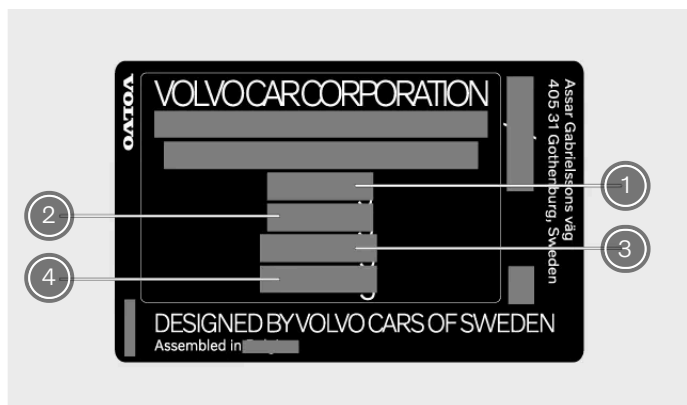 VOLVO
VOLVO CAR CORPORATION
Assar Gabrielssons väg
405 31 Gothenburg, Sweden
1
2
3
4
DESIGNED BY VOLVO CARS OF SWEDEN
Assembled in